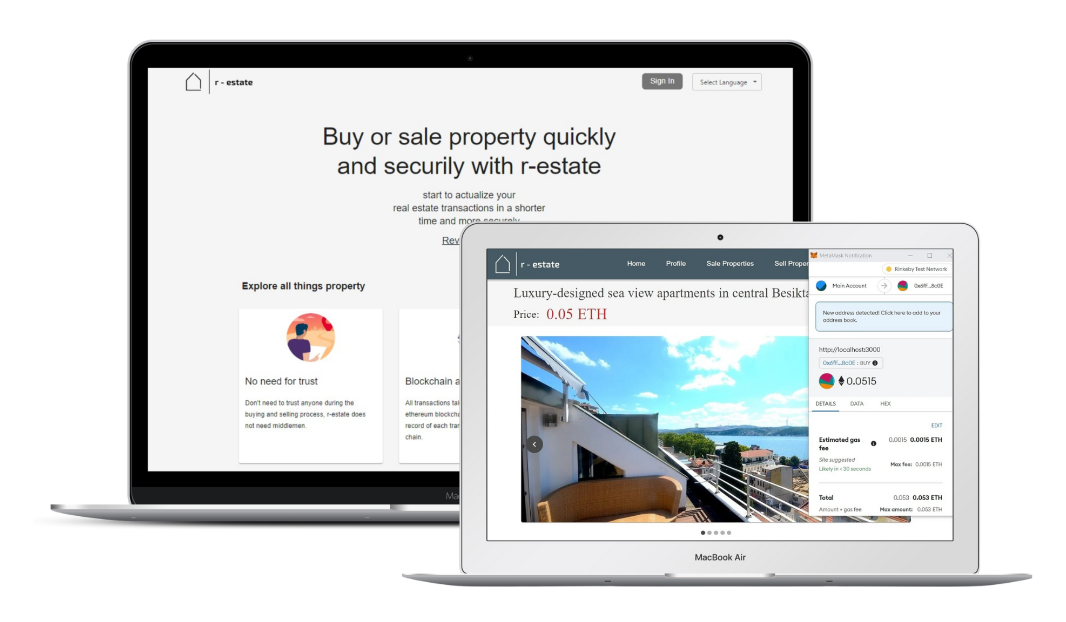 r - estate
Sign In
Select Language
Buy or sale property quickly
and securily with r-estate
start to actualize your
real estate transactions in a shorter
time and more securely
Rev
Explore all things property
No need for trust
Don't need to trust anyone during the
buying and selling process, r-estate does
not need middlemen.
Blockchain a
All transactions tak
ethereum blockcha
record of each tran
chain.
Ma
r - estate
Home
Profile
Sale Properties
Sell Proper
Luxury-designed sea view apartments in central Besikta
Price: 0.05 ETH
MetaMask Notification
Rinkeby Test Network
Main Account
New address detected! Click here to add to your
address book.
http://localhost:3000
: BUY
0.0515
DETAILS
DATA
HEX
EDIT
Estimated gas
fee
0.0015 0.0015 ETH
Site suggested
Likely in < 30 seconds
Max fee: 0.0015 ETH
Total
0.053 0.053 ETH
Amount + gas fee
Max amount: 0.053 ETH
MacBook Air